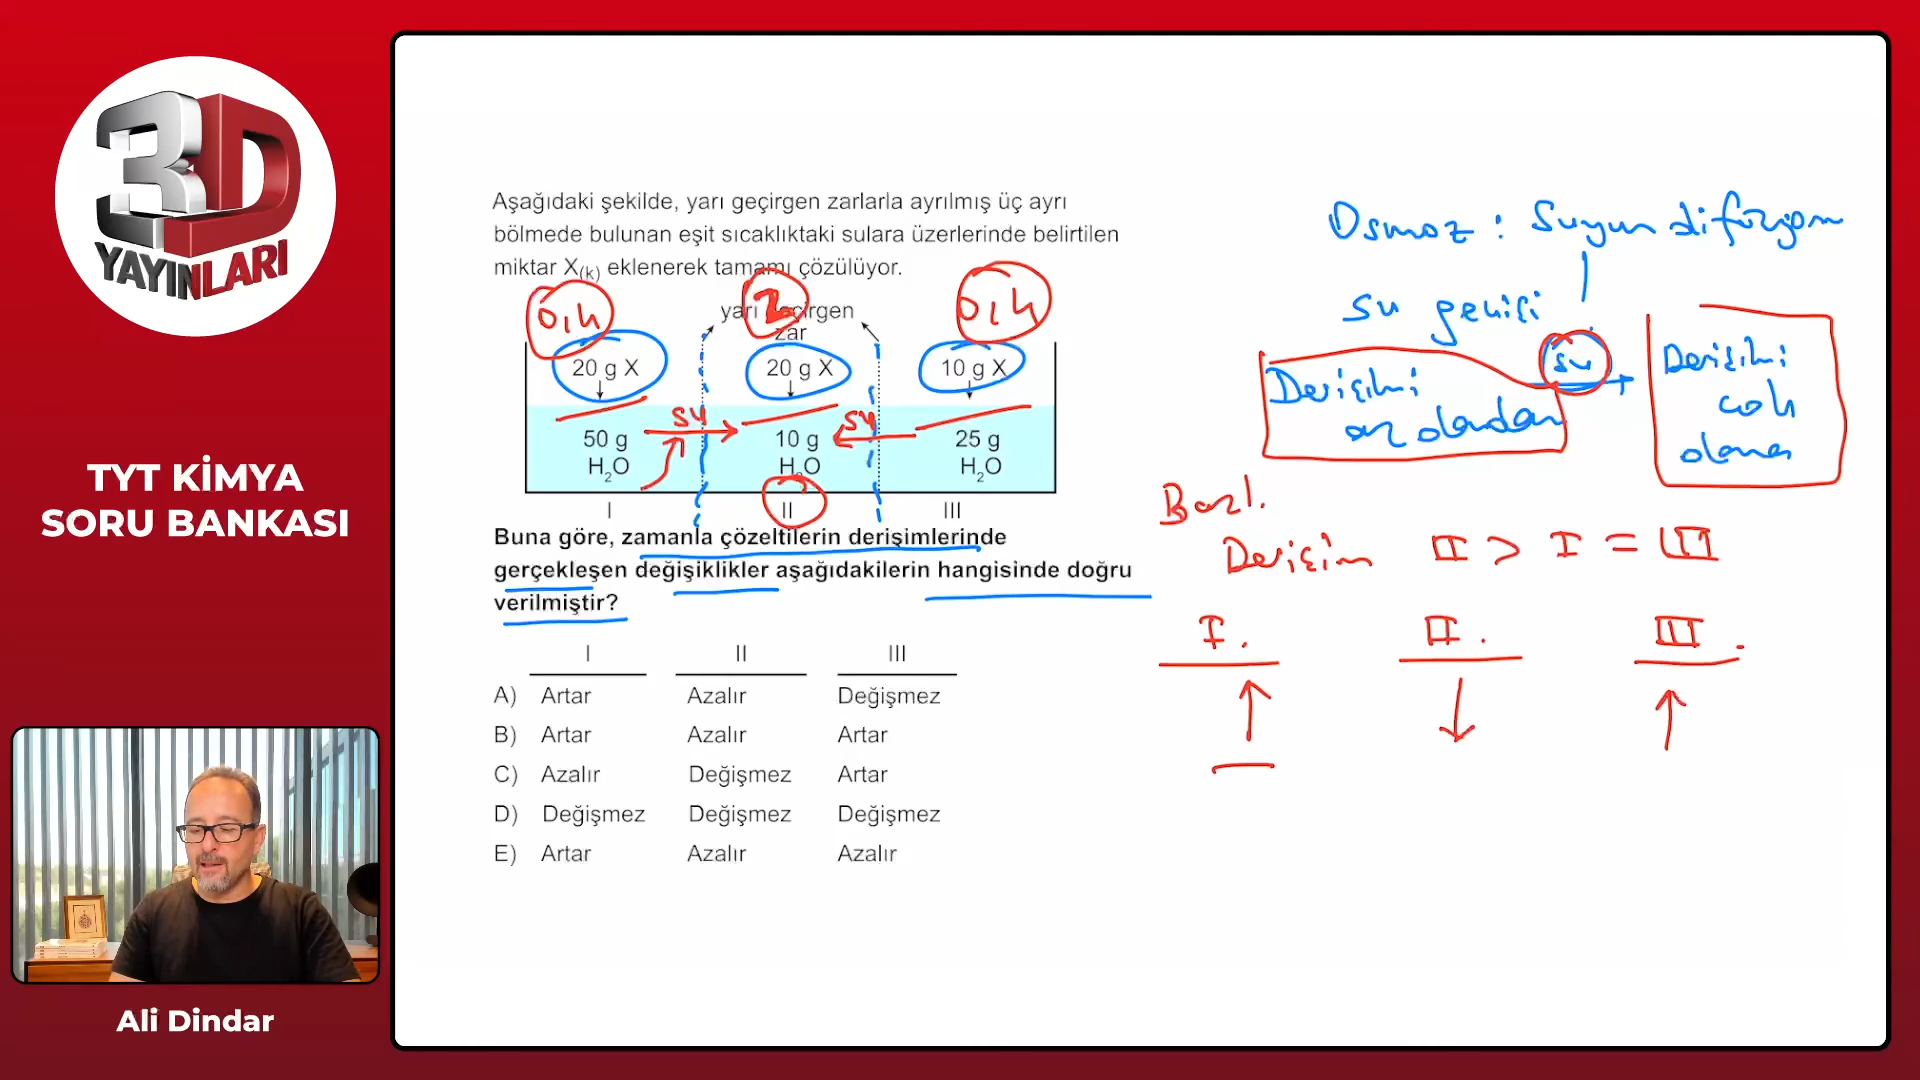 3D
YAYINLARI
TYT KİMYA
SORU BANKASI
Ali Dindar
Aşağıdaki şekilde, yarı geçirgen zarlarla ayrılmış üç ayrı
bölmede bulunan eşit sıcaklıktaki sulara üzerlerinde belirtilen
miktar X(k) eklenerek tamamı çözülüyor.
0,4 2 0,4
yarı geçirgen
zar
20 g X 20 g X 10 g X
su su
50 g 10 g 25 g
H₂O H₂O H₂O
I II III
Buna göre, zamanla çözeltilerin derişimlerinde
gerçekleşen değişiklikler aşağıdakilerin hangisinde doğru
verilmiştir?
I II III
A) Artar Azalır Değişmez
B) Artar Azalır Artar
C) Azalır Değişmez Artar
D) Değişmez Değişmez Değişmez
E) Artar Azalır Azalır
Osmoz : Suyun difüzyonu
su geçişi
Derişimi
az olandan
su →
Derişimi
çok
olana
Başl.
Derişim II > I = III
I. II. III.
↑ ↓ ↑